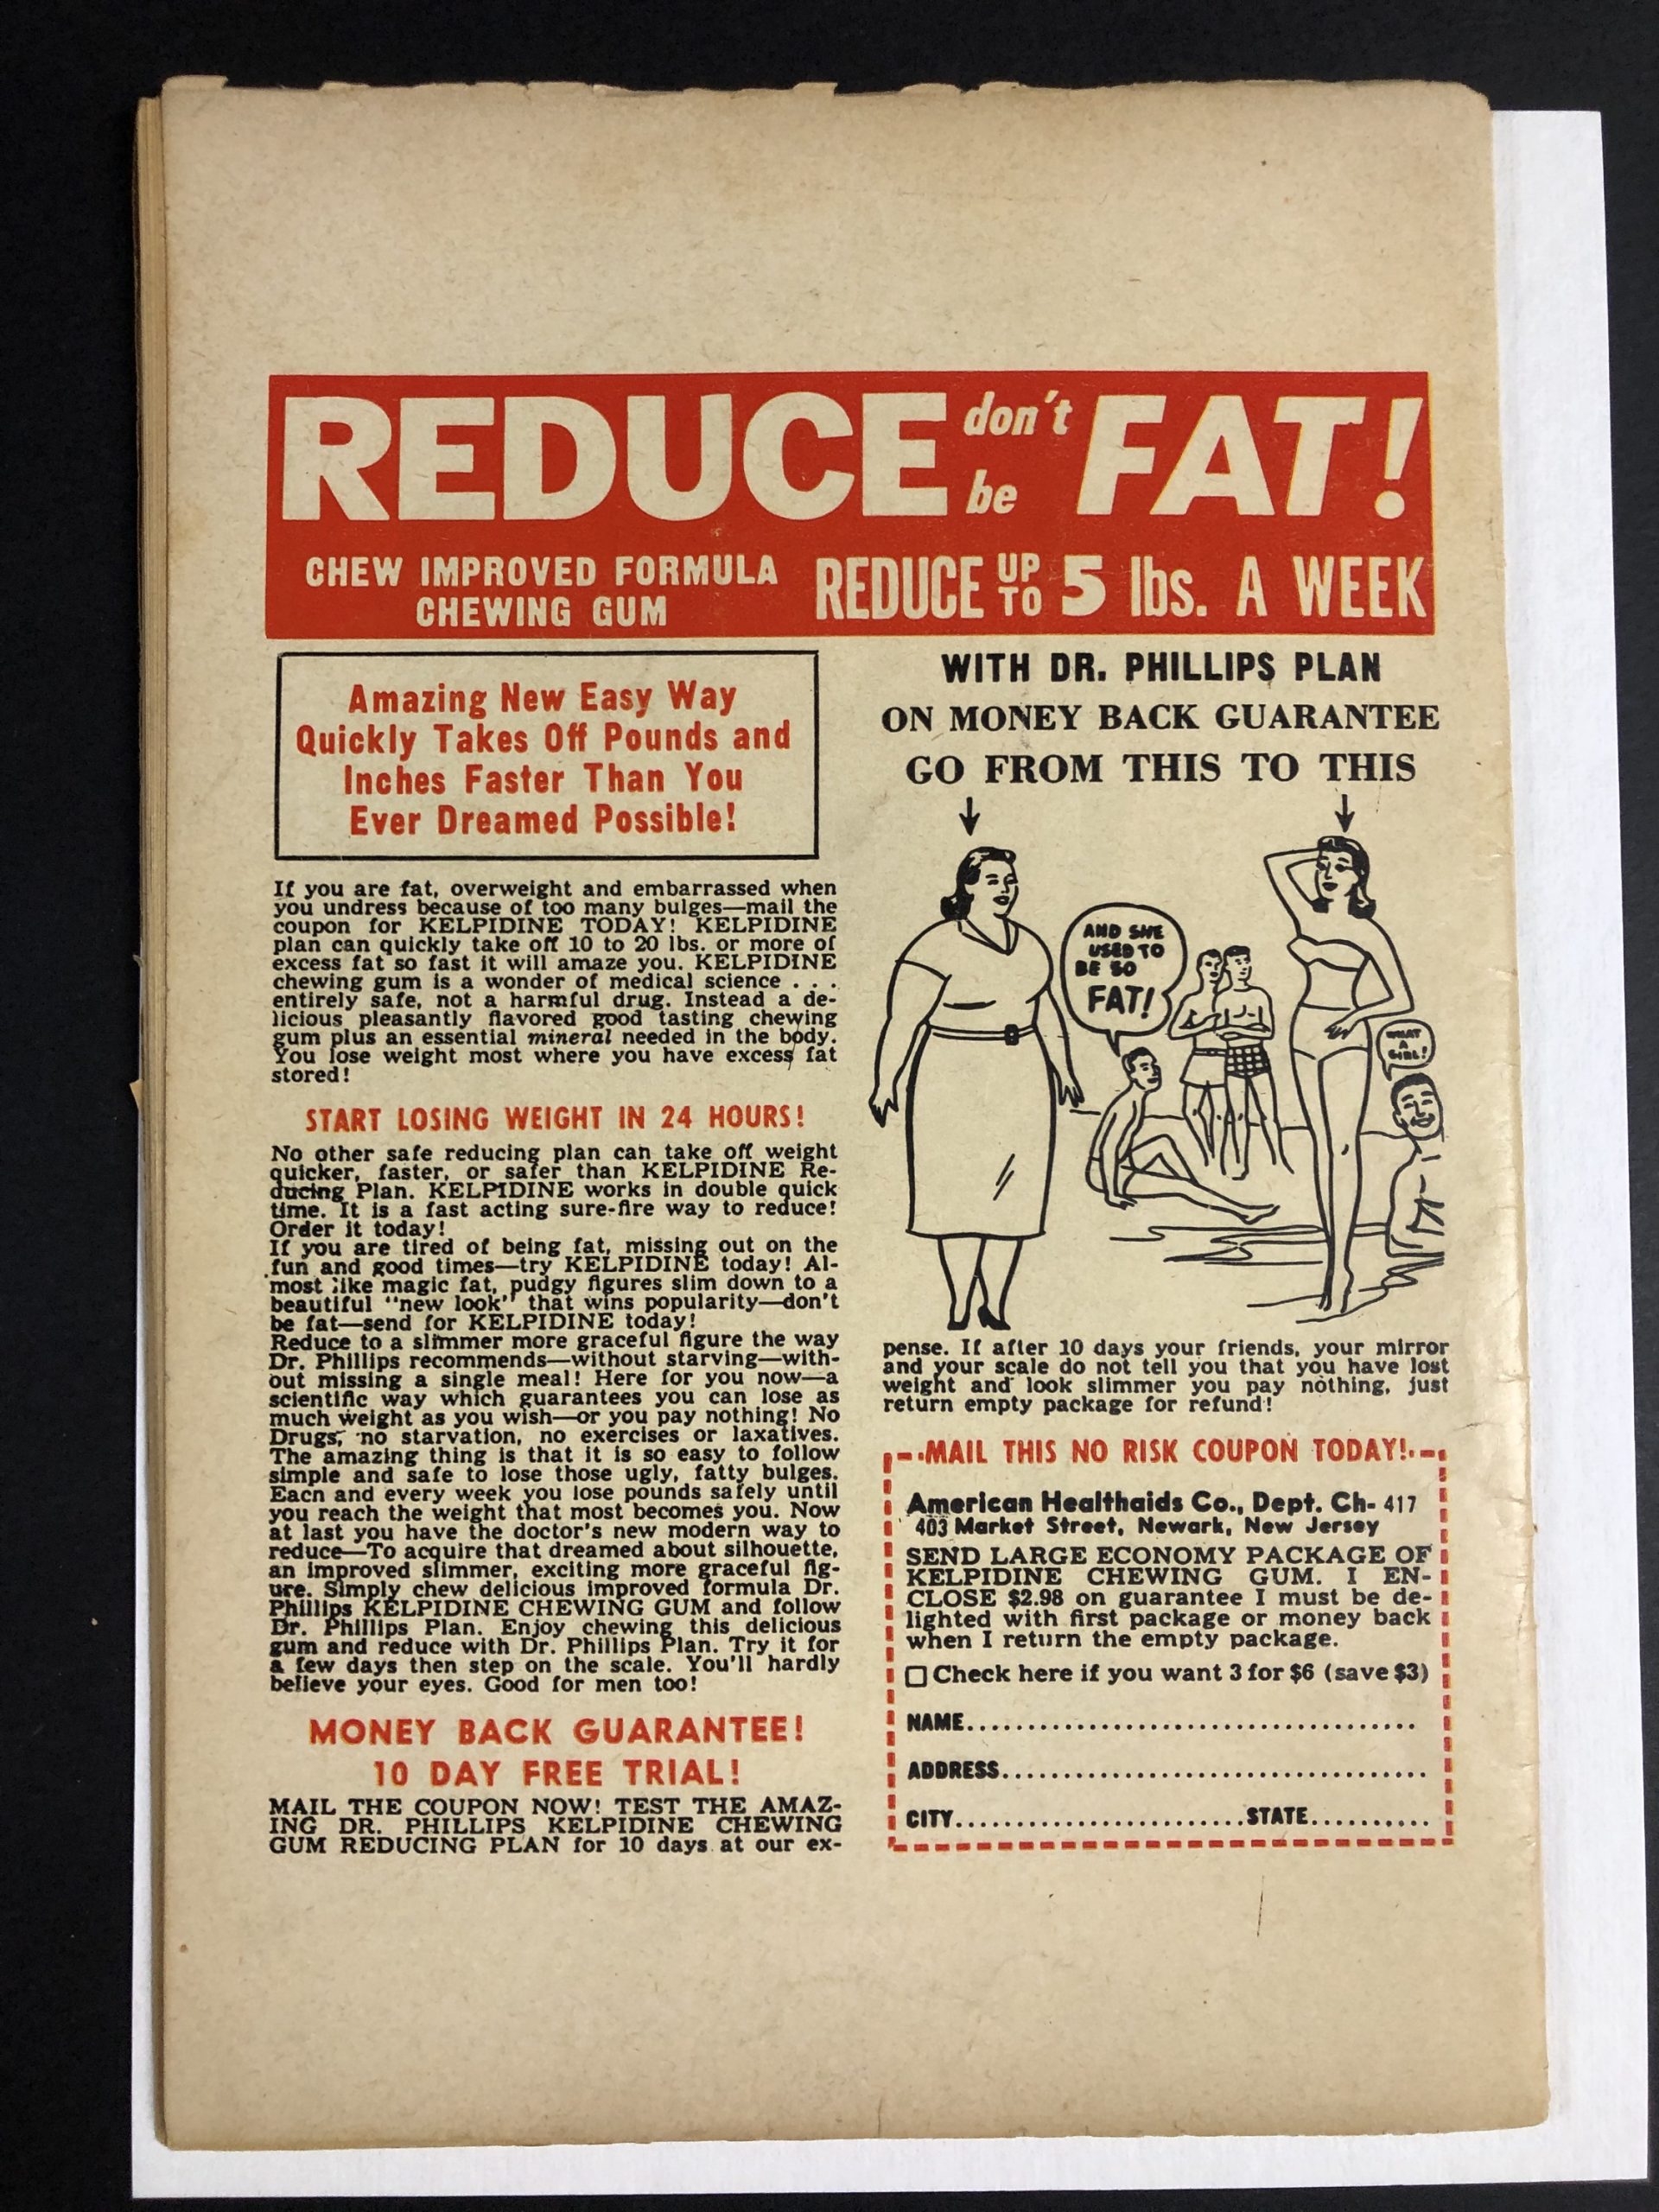 REDUCE don't be FAT!
CHEW IMPROVED FORMULA
CHEWING GUM
REDUCE UP TO 5 lbs. A WEEK
Amazing New Easy Way
Quickly Takes Off Pounds and
Inches Faster Than You
Ever Dreamed Possible!
If you are fat, overweight and embarrassed when
you undress because of too many bulges—mail the
coupon for KELPIDINE TODAY! KELPIDINE
plan can quickly take off 10 to 20 lbs. or more of
excess fat so fast it will amaze you. KELPIDINE
chewing gum is a wonder of medical science . . .
entirely safe, not a harmful drug. Instead a de-
licious pleasantly flavored good tasting chewing
gum plus an essential mineral needed in the body.
You lose weight most where you have excess fat
stored!
START LOSING WEIGHT IN 24 HOURS!
No other safe reducing plan can take off weight
quicker, faster, or safer than KELPIDINE Re-
ducing Plan. KELPIDINE works in double quick
time. It is a fast acting sure-fire way to reduce!
Order it today!
If you are tired of being fat, missing out on the
fun and good times—try KELPIDINE today! Al-
most like magic fat, pudgy figures slim down to a
beautiful "new look" that wins popularity—don't
be fat—send for KELPIDINE today!
Reduce to a slimmer more graceful figure the way
Dr. Phillips recommends—without starving—with-
out missing a single meal! Here for you now—a
scientific way which guarantees you can lose as
much weight as you wish—or you pay nothing! No
Drugs, no starvation, no exercises or laxatives.
The amazing thing is that it is so easy to follow
simple and safe to lose those ugly, fatty bulges.
Eacn and every week you lose pounds safely until
you reach the weight that most becomes you. Now
at last you have the doctor's new modern way to
reduce—To acquire that dreamed about silhouette,
an improved slimmer, exciting more graceful fig-
ure. Simply chew delicious improved formula Dr.
Phillips KELPIDINE CHEWING GUM and follow
Dr. Phillips Plan. Enjoy chewing this delicious
gum and reduce with Dr. Phillips Plan. Try it for
a few days then step on the scale. You'll hardly
believe your eyes. Good for men too!
MONEY BACK GUARANTEE!
10 DAY FREE TRIAL!
MAIL THE COUPON NOW! TEST THE AMAZ-
ING DR. PHILLIPS KELPIDINE CHEWING
GUM REDUCING PLAN for 10 days at our ex-
WITH DR. PHILLIPS PLAN
ON MONEY BACK GUARANTEE
GO FROM THIS TO THIS
AND SHE
USED TO
BE SO
FAT!
WHAT
A
GIRL!
pense. If after 10 days your friends, your mirror
and your scale do not tell you that you have lost
weight and look slimmer you pay nothing, just
return empty package for refund!
MAIL THIS NO RISK COUPON TODAY!
American Healthaids Co., Dept. Ch- 417
403 Market Street, Newark, New Jersey
SEND LARGE ECONOMY PACKAGE OF
KELPIDINE CHEWING GUM. I EN-
CLOSE $2.98 on guarantee I must be de-
lighted with first package or money back
when I return the empty package.
Check here if you want 3 for $6 (save $3)
NAME
ADDRESS
CITY STATE